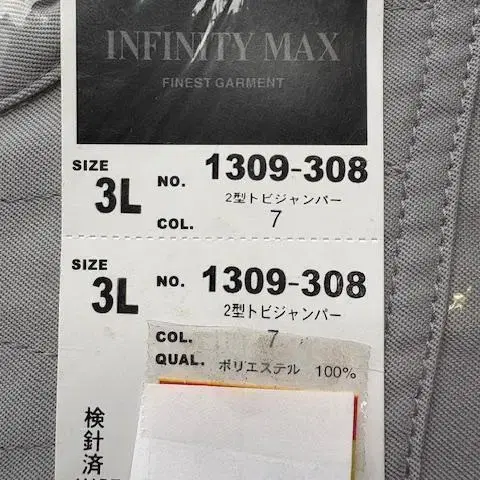 INFINITY MAX
FINEST GARMENT
SIZE
3L
NO. 1309-308
2型トビジャンパー
COL. 7
SIZE
3L
NO. 1309-308
2型トビジャンパー
COL. 7
QUAL. ポリエステル 100%
検針済